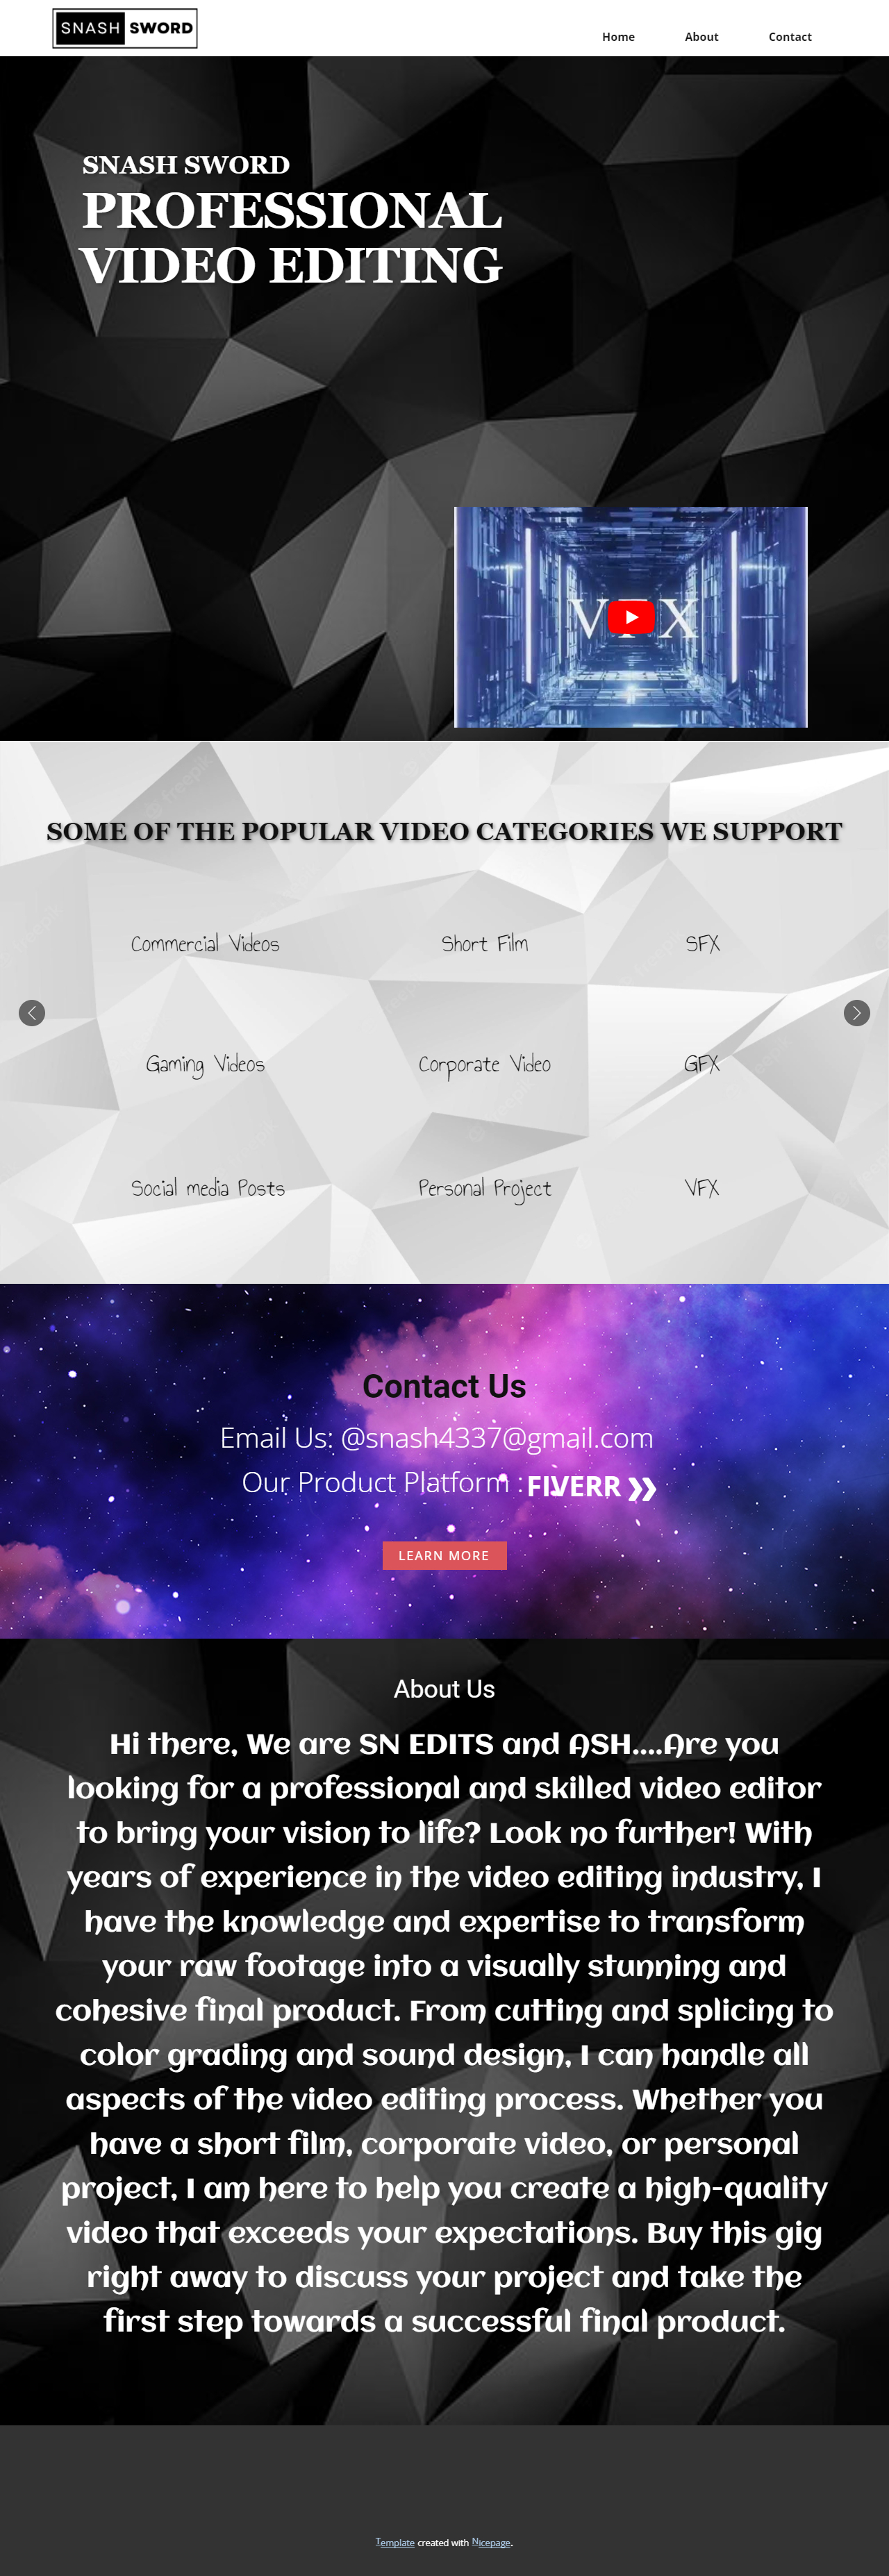 SNASH SWORD
Home About Contact
SNASH SWORD
PROFESSIONAL
VIDEO EDITING
VFX
SOME OF THE POPULAR VIDEO CATEGORIES WE SUPPORT
Commercial Videos Short Film SFX
Gaming Videos Corporate Video GFX
Social media Posts Personal Project VFX
Contact Us
Email Us: @snash4337@gmail.com
Our Product Platform : FIVERR »
LEARN MORE
About Us
Hi there, We are SN EDITS and ASH....Are you
looking for a professional and skilled video editor
to bring your vision to life? Look no further! With
years of experience in the video editing industry, I
have the knowledge and expertise to transform
your raw footage into a visually stunning and
cohesive final product. From cutting and splicing to
color grading and sound design, I can handle all
aspects of the video editing process. Whether you
have a short film, corporate video, or personal
project, I am here to help you create a high-quality
video that exceeds your expectations. Buy this gig
right away to discuss your project and take the
first step towards a successful final product.
Template created with Nicepage.